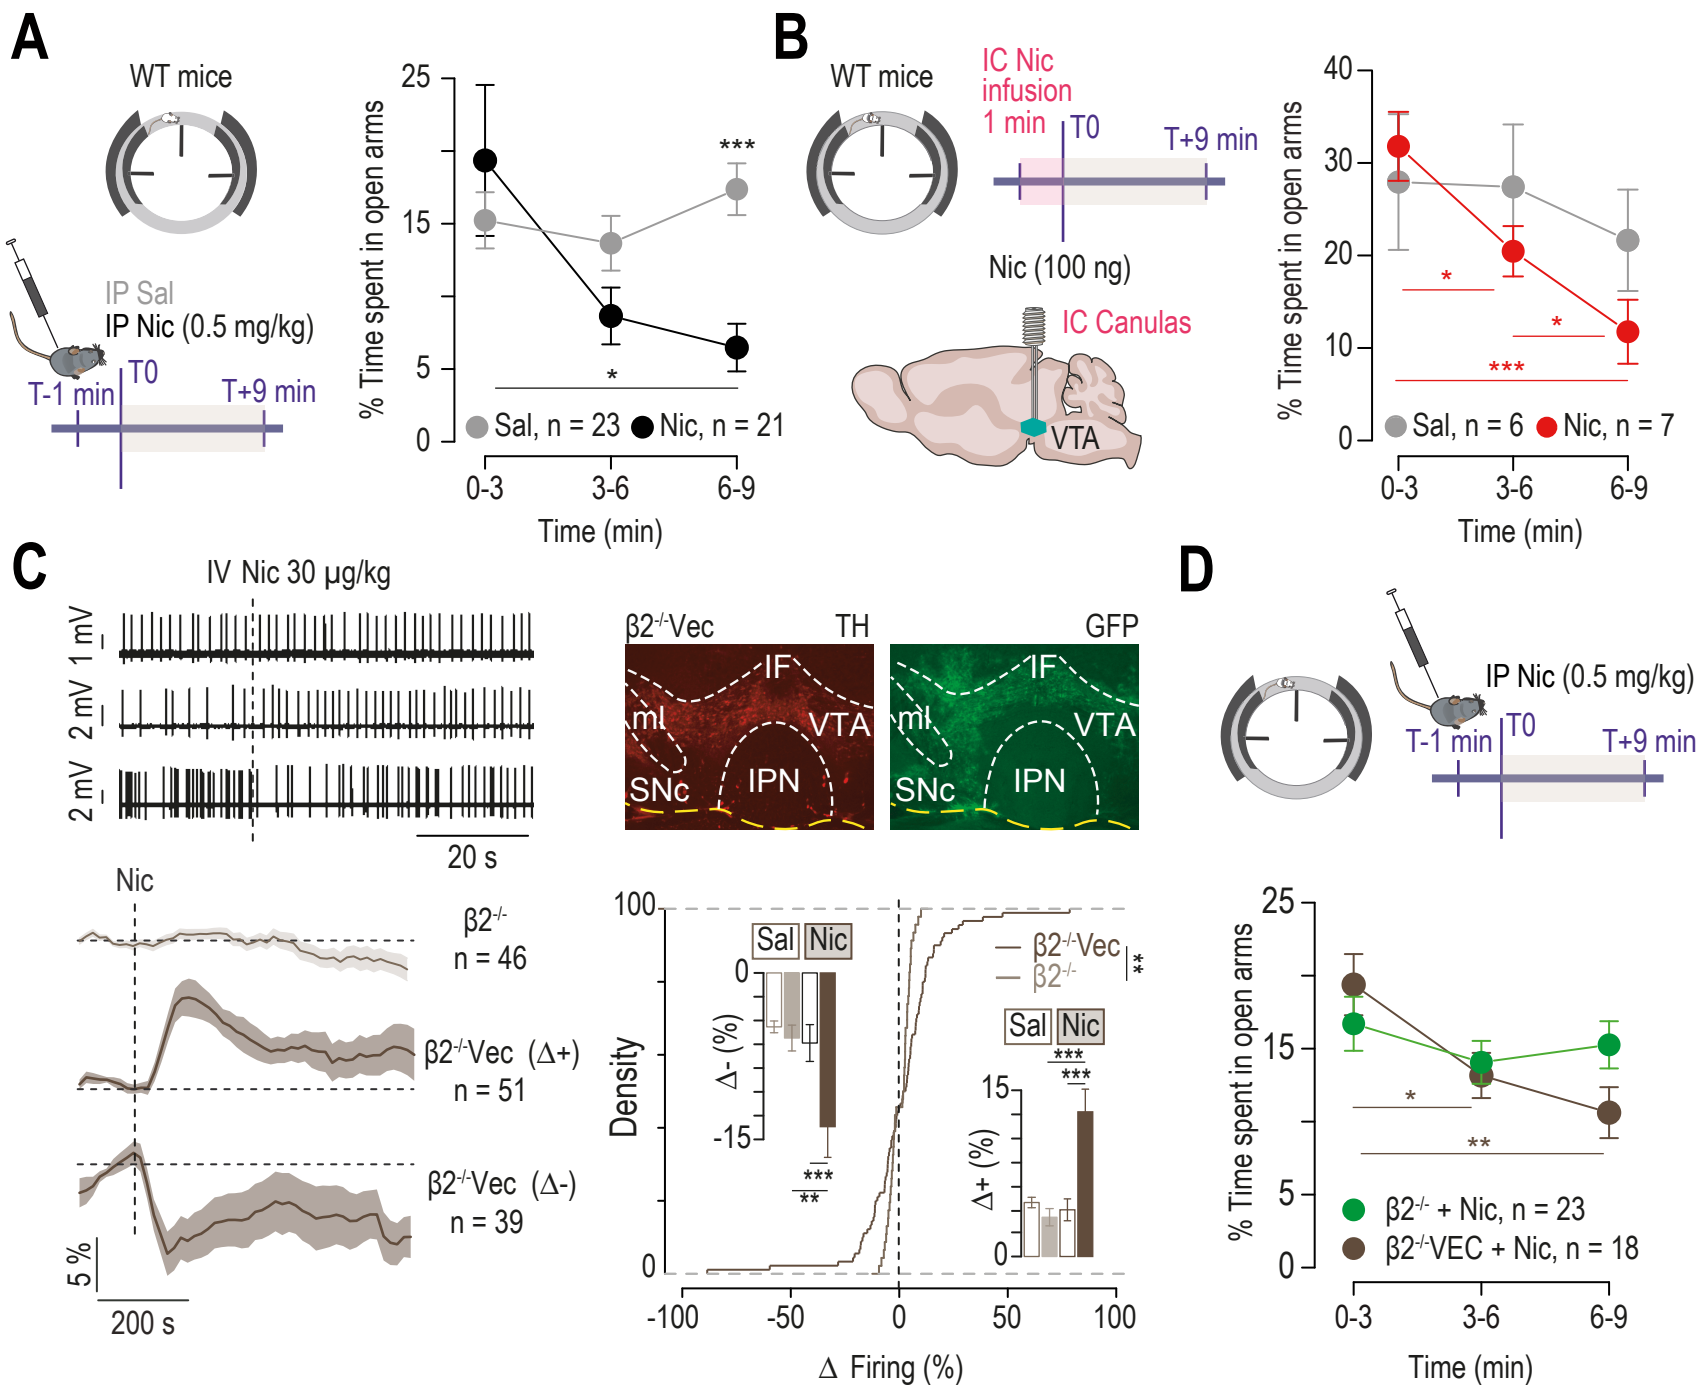 A
WT mice
IP Sal
IP Nic (0.5 mg/kg)
T-1 min
T0
T+9 min
% Time spent in open arms
25
15
5
0
***
*
Sal, n = 23
Nic, n = 21
0-3
3-6
6-9
Time (min)
B
WT mice
IC Nic
infusion
1 min
T0
T+9 min
Nic (100 ng)
IC Canulas
VTA
% Time spent in open arms
40
30
20
10
0
*
*
***
Sal, n = 6
Nic, n = 7
0-3
3-6
6-9
Time (min)
C
IV Nic 30 µg/kg
1 mV
2 mV
2 mV
20 s
β2-/-Vec
TH
GFP
IF
ml
VTA
SNc
IPN
IF
ml
VTA
SNc
IPN
Nic
β2-/-
n = 46
β2-/-Vec (Δ+)
n = 51
β2-/-Vec (Δ-)
n = 39
5 %
200 s
Density
100
0
Sal
Nic
0
-15
Δ- (%)
***
**
β2-/-Vec
β2-/-
**
Sal
Nic
***
***
15
0
Δ+ (%)
-100
-50
0
50
100
Δ Firing (%)
D
IP Nic (0.5 mg/kg)
T-1 min
T0
T+9 min
% Time spent in open arms
25
15
5
0
*
**
β2-/- + Nic, n = 23
β2-/-VEC + Nic, n = 18
0-3
3-6
6-9
Time (min)